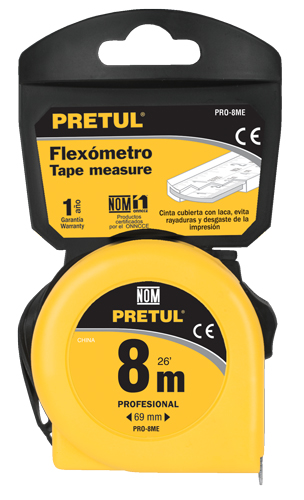 PRO-8ME
PRETUL®
CE
Flexómetro
Tape measure
1 año
Garantía
Warranty
NOM
Productos
certificados
por el ONNCCE
Cinta cubierta con laca, evita
rayaduras y desgaste de la
impresión
NOM
PRETUL®
CE
CHINA
26'
8 m
PROFESIONAL
69 mm
PRO-8ME